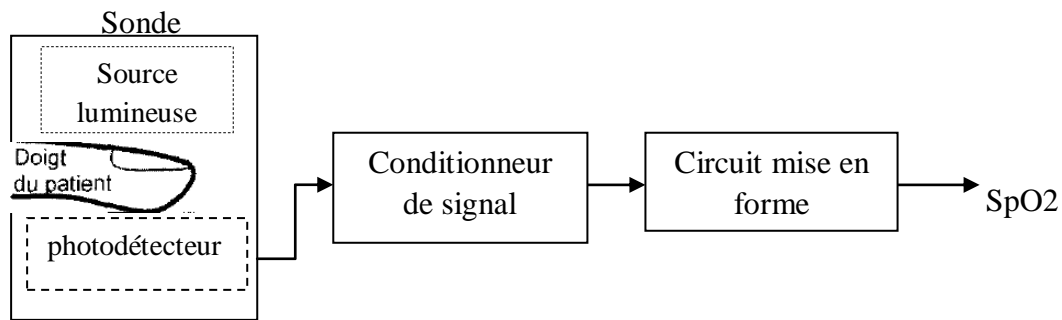 Sonde
Source
lumineuse
Doigt
du patient
photodétecteur
Conditionneur
de signal
Circuit mise en
forme
SpO2